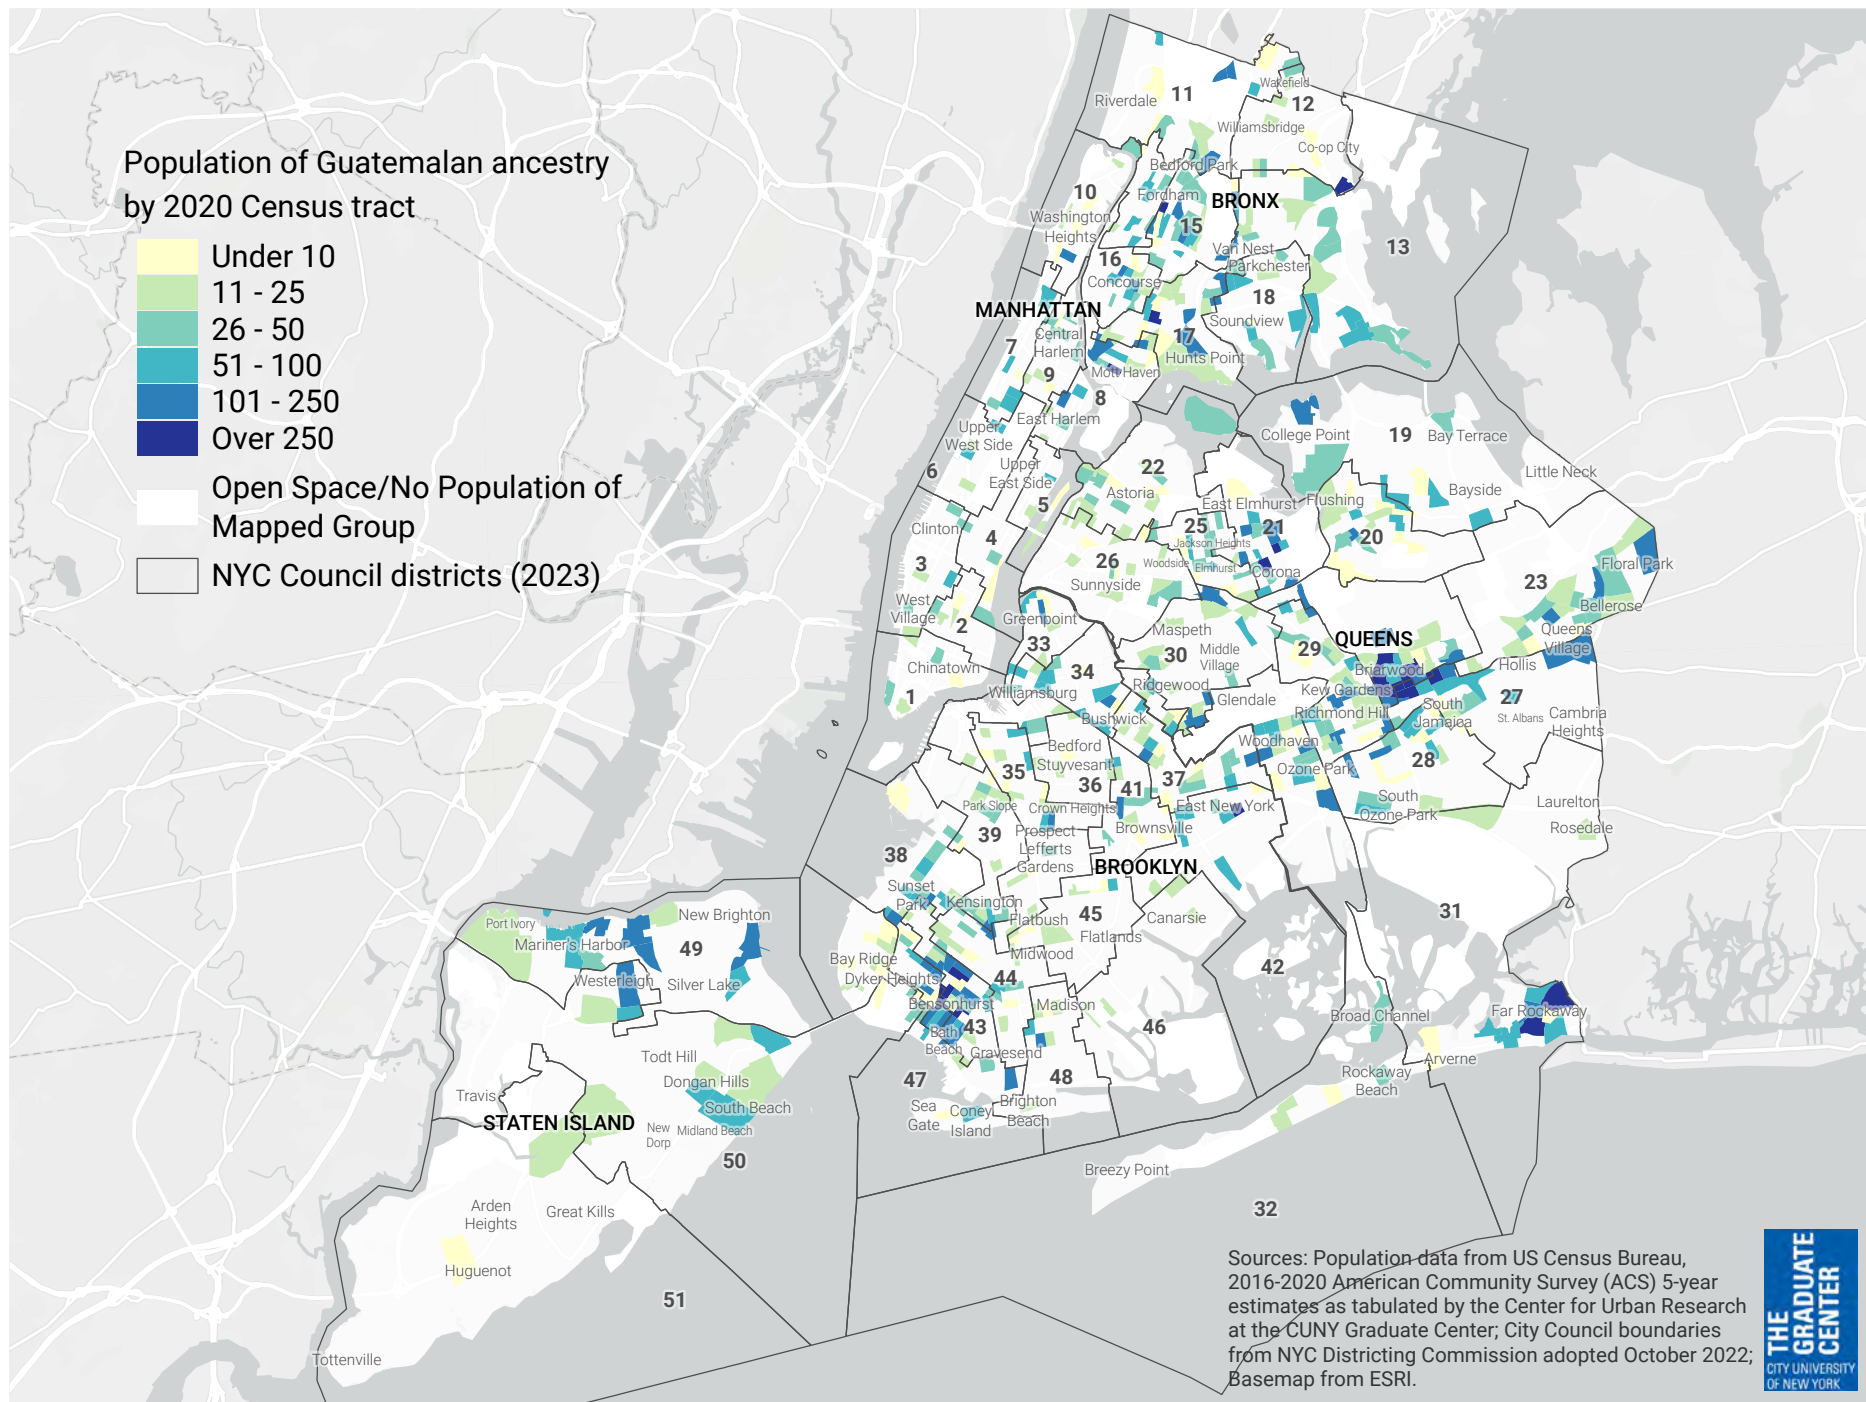 Population of Guatemalan ancestry
by 2020 Census tract
Under 10
11 - 25
26 - 50
51 - 100
101 - 250
Over 250
Open Space/No Population of
Mapped Group
NYC Council districts (2023)
Wakefield
11
Riverdale
12
Williamsbridge
Co-op City
Bedford Park
10
Fordham
BRONX
Washington
Heights
15
13
Van Nest
16
Parkchester
Concourse
18
MANHATTAN
Soundview
Central
Harlem
7
17
Hunts Point
Mott Haven
9
8
East Harlem
Upper
West Side
College Point
19
Bay Terrace
Little Neck
6
Upper
East Side
22
Astoria
Bayside
5
East Elmhurst
Flushing
Clinton
4
25
21
20
Jackson Heights
3
26
Woodside
Elmhurst
Corona
Sunnyside
23
Floral Park
Bellerose
West
Village
2
Greenpoint
33
Maspeth
Queens
Village
30
Middle
Village
29
QUEENS
Hollis
Chinatown
34
Briarwood
1
Williamsburg
Ridgewood
Glendale
Kew Gardens
27
South
Jamaica
St. Albans
Cambria
Heights
Bushwick
Richmond Hill
Bedford
Stuyvesant
Woodhaven
28
35
36
41
37
Ozone Park
Park Slope
Crown Heights
East New York
South
Ozone Park
Laurelton
Rosedale
39
Prospect
Lefferts
Gardens
Brownsville
38
BROOKLYN
Sunset
Park
Kensington
Flatbush
45
Canarsie
31
Flatlands
Port Ivory
New Brighton
Mariner's Harbor
49
Midwood
Bay Ridge
42
Westerleigh
Silver Lake
Dyker Heights
44
Bensonhurst
Madison
Far Rockaway
Broad Channel
Bath
Beach
43
46
Gravesend
Todt Hill
Arverne
Dongan Hills
47
48
Rockaway
Beach
Travis
South Beach
Sea
Gate
Coney
Island
Brighton
Beach
STATEN ISLAND
New
Dorp
Midland Beach
50
Breezy Point
Arden
Heights
Great Kills
32
Huguenot
51
Tottenville
Sources: Population data from US Census Bureau,
2016-2020 American Community Survey (ACS) 5-year
estimates as tabulated by the Center for Urban Research
at the CUNY Graduate Center; City Council boundaries
from NYC Districting Commission adopted October 2022;
Basemap from ESRI.
THE
GRADUATE
CENTER
CITY UNIVERSITY
OF NEW YORK